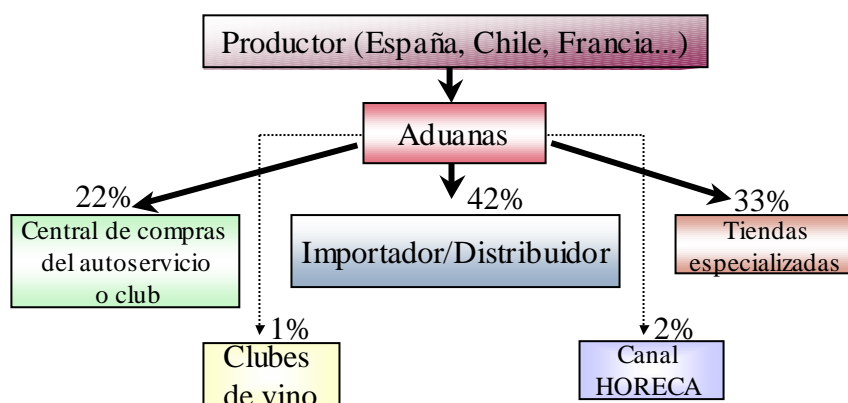 Productor (España, Chile, Francia...)
Aduanas
22%
42%
33%
Central de compras
del autoservicio
o club
Importador/Distribuidor
Tiendas
especializadas
1%
2%
Clubes
de vino
Canal
HORECA